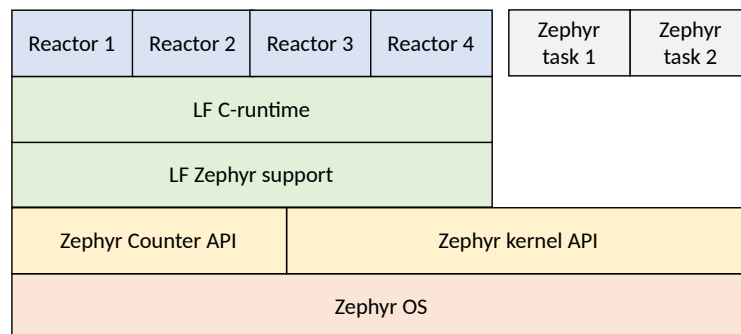 Reactor 1
Reactor 2
Reactor 3
Reactor 4
Zephyr
task 1
Zephyr
task 2
LF C-runtime
LF Zephyr support
Zephyr Counter API
Zephyr kernel API
Zephyr OS